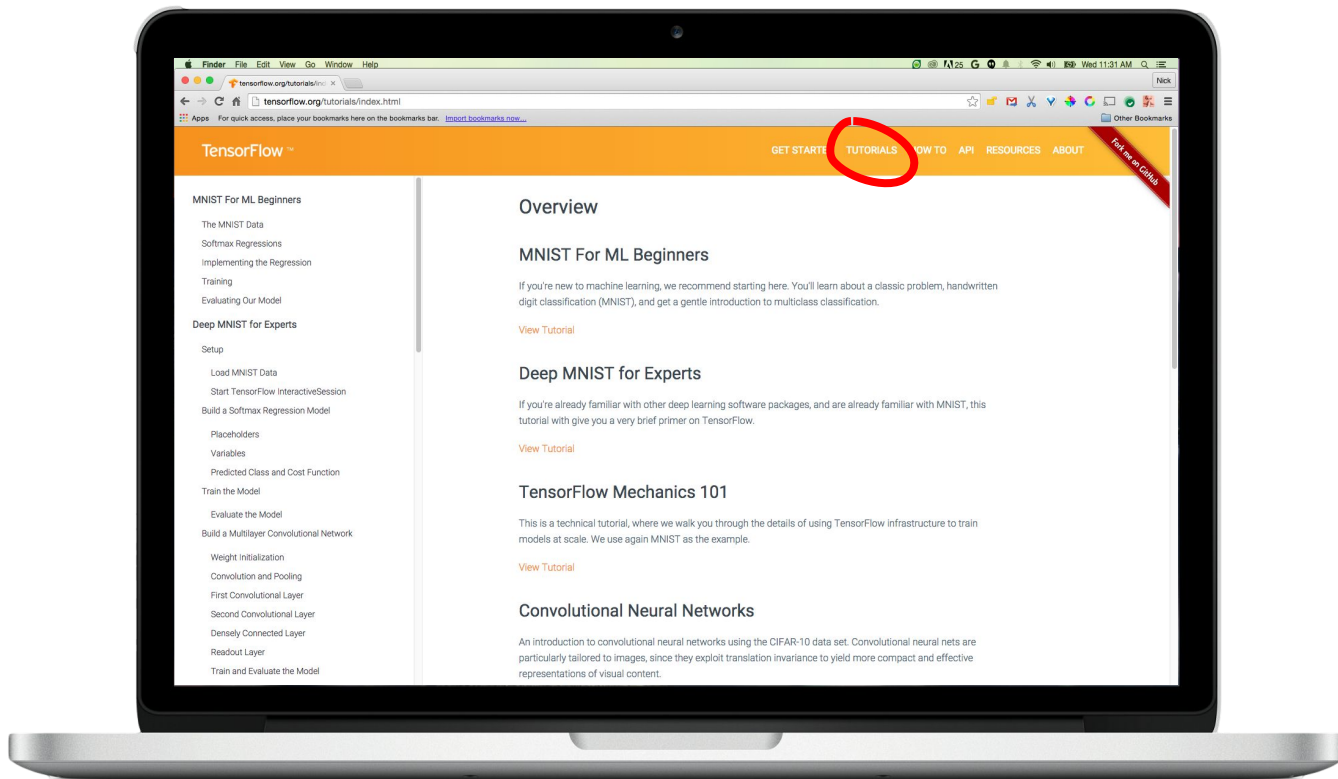 Finder File Edit View Go Window Help
25 Wed 11:31 AM
tensorflow.org/tutorials/ind
Nick
tensorflow.org/tutorials/index.html
Apps For quick access, place your bookmarks here on the bookmarks bar. Import bookmarks now...
Other Bookmarks
TensorFlow ™
GET STARTE TUTORIALS OW TO API RESOURCES ABOUT
Fork me on GitHub
MNIST For ML Beginners
The MNIST Data
Softmax Regressions
Implementing the Regression
Training
Evaluating Our Model
Deep MNIST for Experts
Setup
Load MNIST Data
Start TensorFlow InteractiveSession
Build a Softmax Regression Model
Placeholders
Variables
Predicted Class and Cost Function
Train the Model
Evaluate the Model
Build a Multilayer Convolutional Network
Weight Initialization
Convolution and Pooling
First Convolutional Layer
Second Convolutional Layer
Densely Connected Layer
Readout Layer
Train and Evaluate the Model
Overview
MNIST For ML Beginners
If you're new to machine learning, we recommend starting here. You'll learn about a classic problem, handwritten
digit classification (MNIST), and get a gentle introduction to multiclass classification.
View Tutorial
Deep MNIST for Experts
If you're already familiar with other deep learning software packages, and are already familiar with MNIST, this
tutorial with give you a very brief primer on TensorFlow.
View Tutorial
TensorFlow Mechanics 101
This is a technical tutorial, where we walk you through the details of using TensorFlow infrastructure to train
models at scale. We use again MNIST as the example.
View Tutorial
Convolutional Neural Networks
An introduction to convolutional neural networks using the CIFAR-10 data set. Convolutional neural nets are
particularly tailored to images, since they exploit translation invariance to yield more compact and effective
representations of visual content.